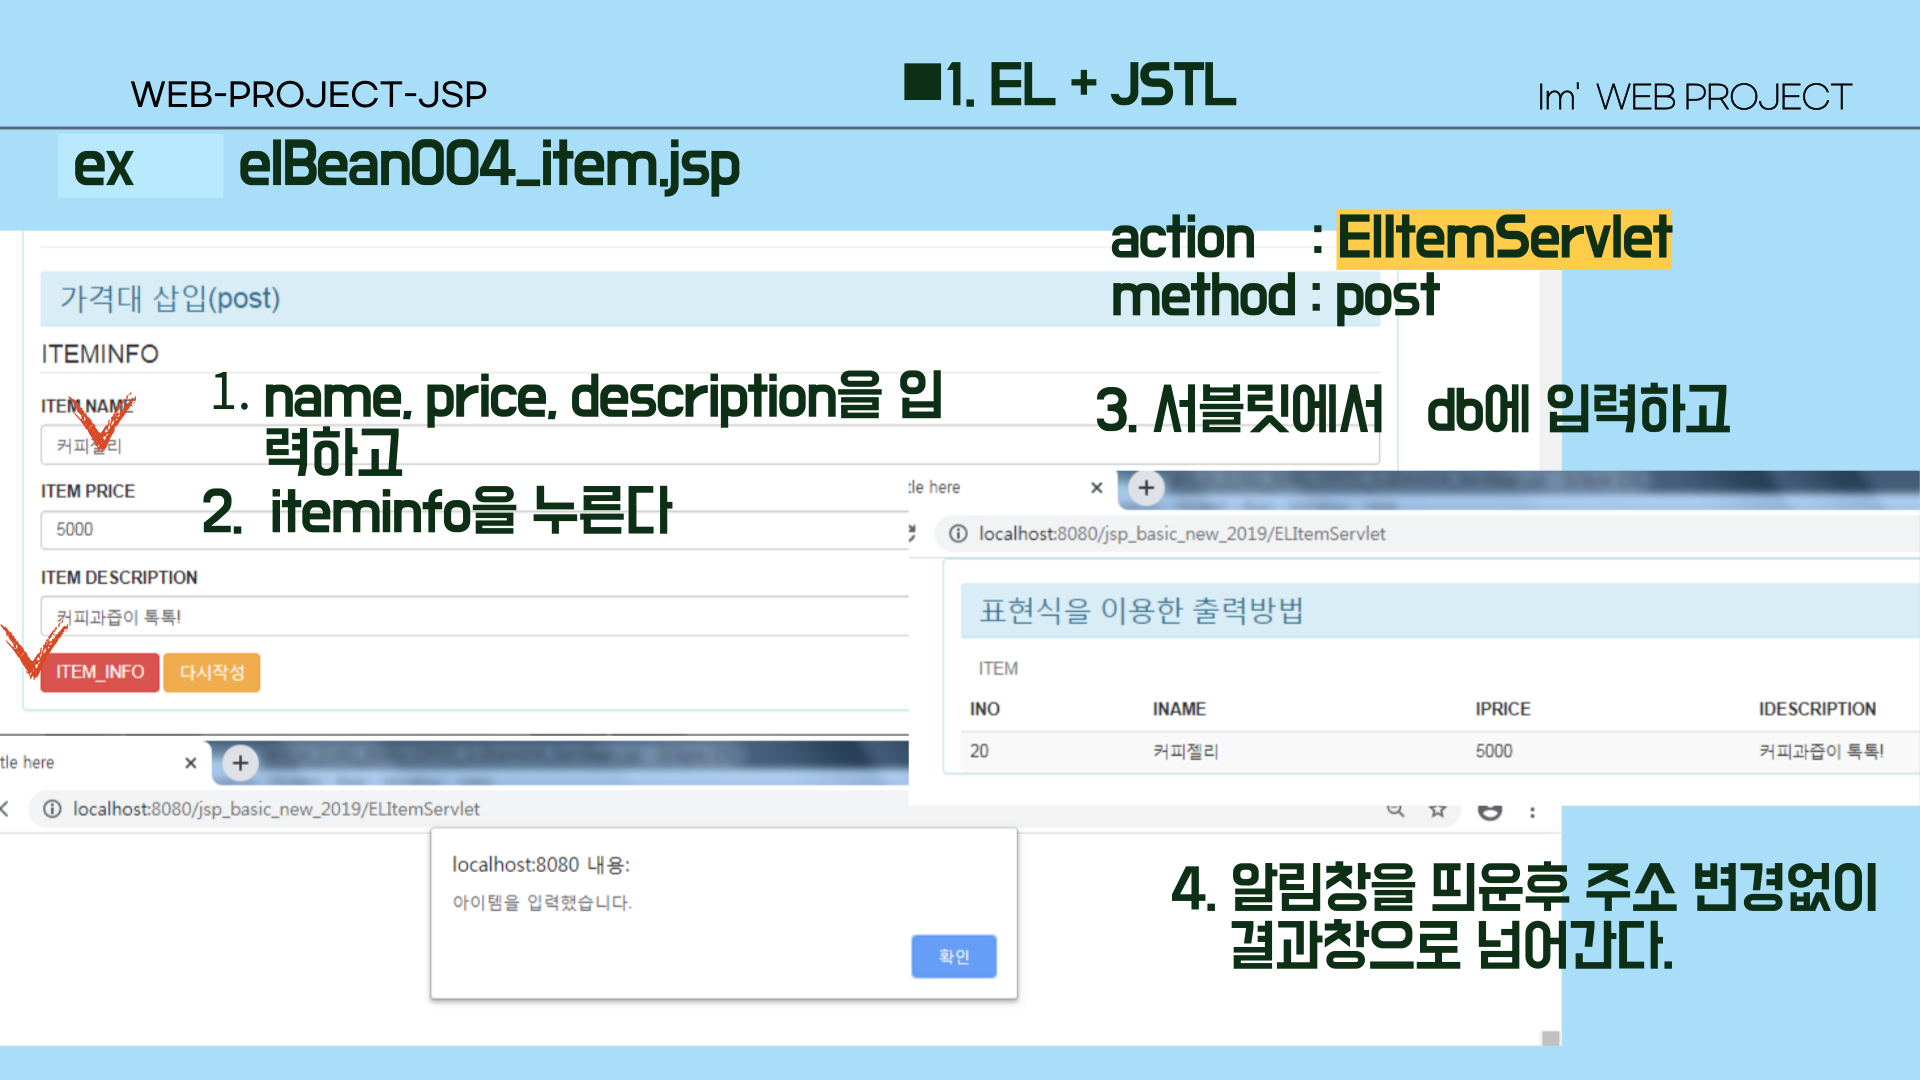 WEB-PROJECT-JSP
■1. EL + JSTL
Im' WEB PROJECT
ex
elBean004_item.jsp
action : ElItemServlet
method : post
가격대 삽입(post)
ITEMINFO
1. name, price, description을 입
력하고
2. iteminfo을 누른다
3. 서블릿에서 db에 입력하고
ITEM NAME
커피젤리
ITEM PRICE
5000
ITEM DESCRIPTION
커피과즙이 톡톡!
ITEM_INFO 다시작성
tle here
localhost:8080/jsp_basic_new_2019/ELItemServlet
표현식을 이용한 출력방법
ITEM
INO INAME IPRICE IDESCRIPTION
20 커피젤리 5000 커피과즙이 톡톡!
tle here
localhost:8080/jsp_basic_new_2019/ELItemServlet
localhost:8080 내용:
아이템을 입력했습니다.
확인
4. 알림창을 띄운후 주소 변경없이
결과창으로 넘어간다.